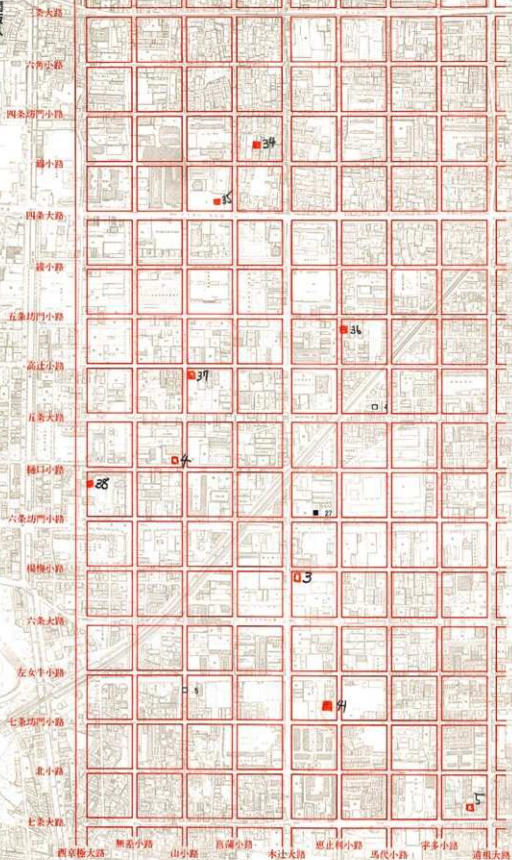 三条大路
六角小路
四条坊門小路
34
錦小路
35
四条大路
綾小路
五条坊門小路
36
高辻小路
37
五条大路
4
樋口小路
38
27
六条坊門小路
楊梅小路
3
六条大路
左女牛小路
七条坊門小路
41
北小路
5
七条大路
西京極大路
無差小路
山小路
菖蒲小路
木辻大路
恵止利小路
馬代小路
宇多小路
道祖大路